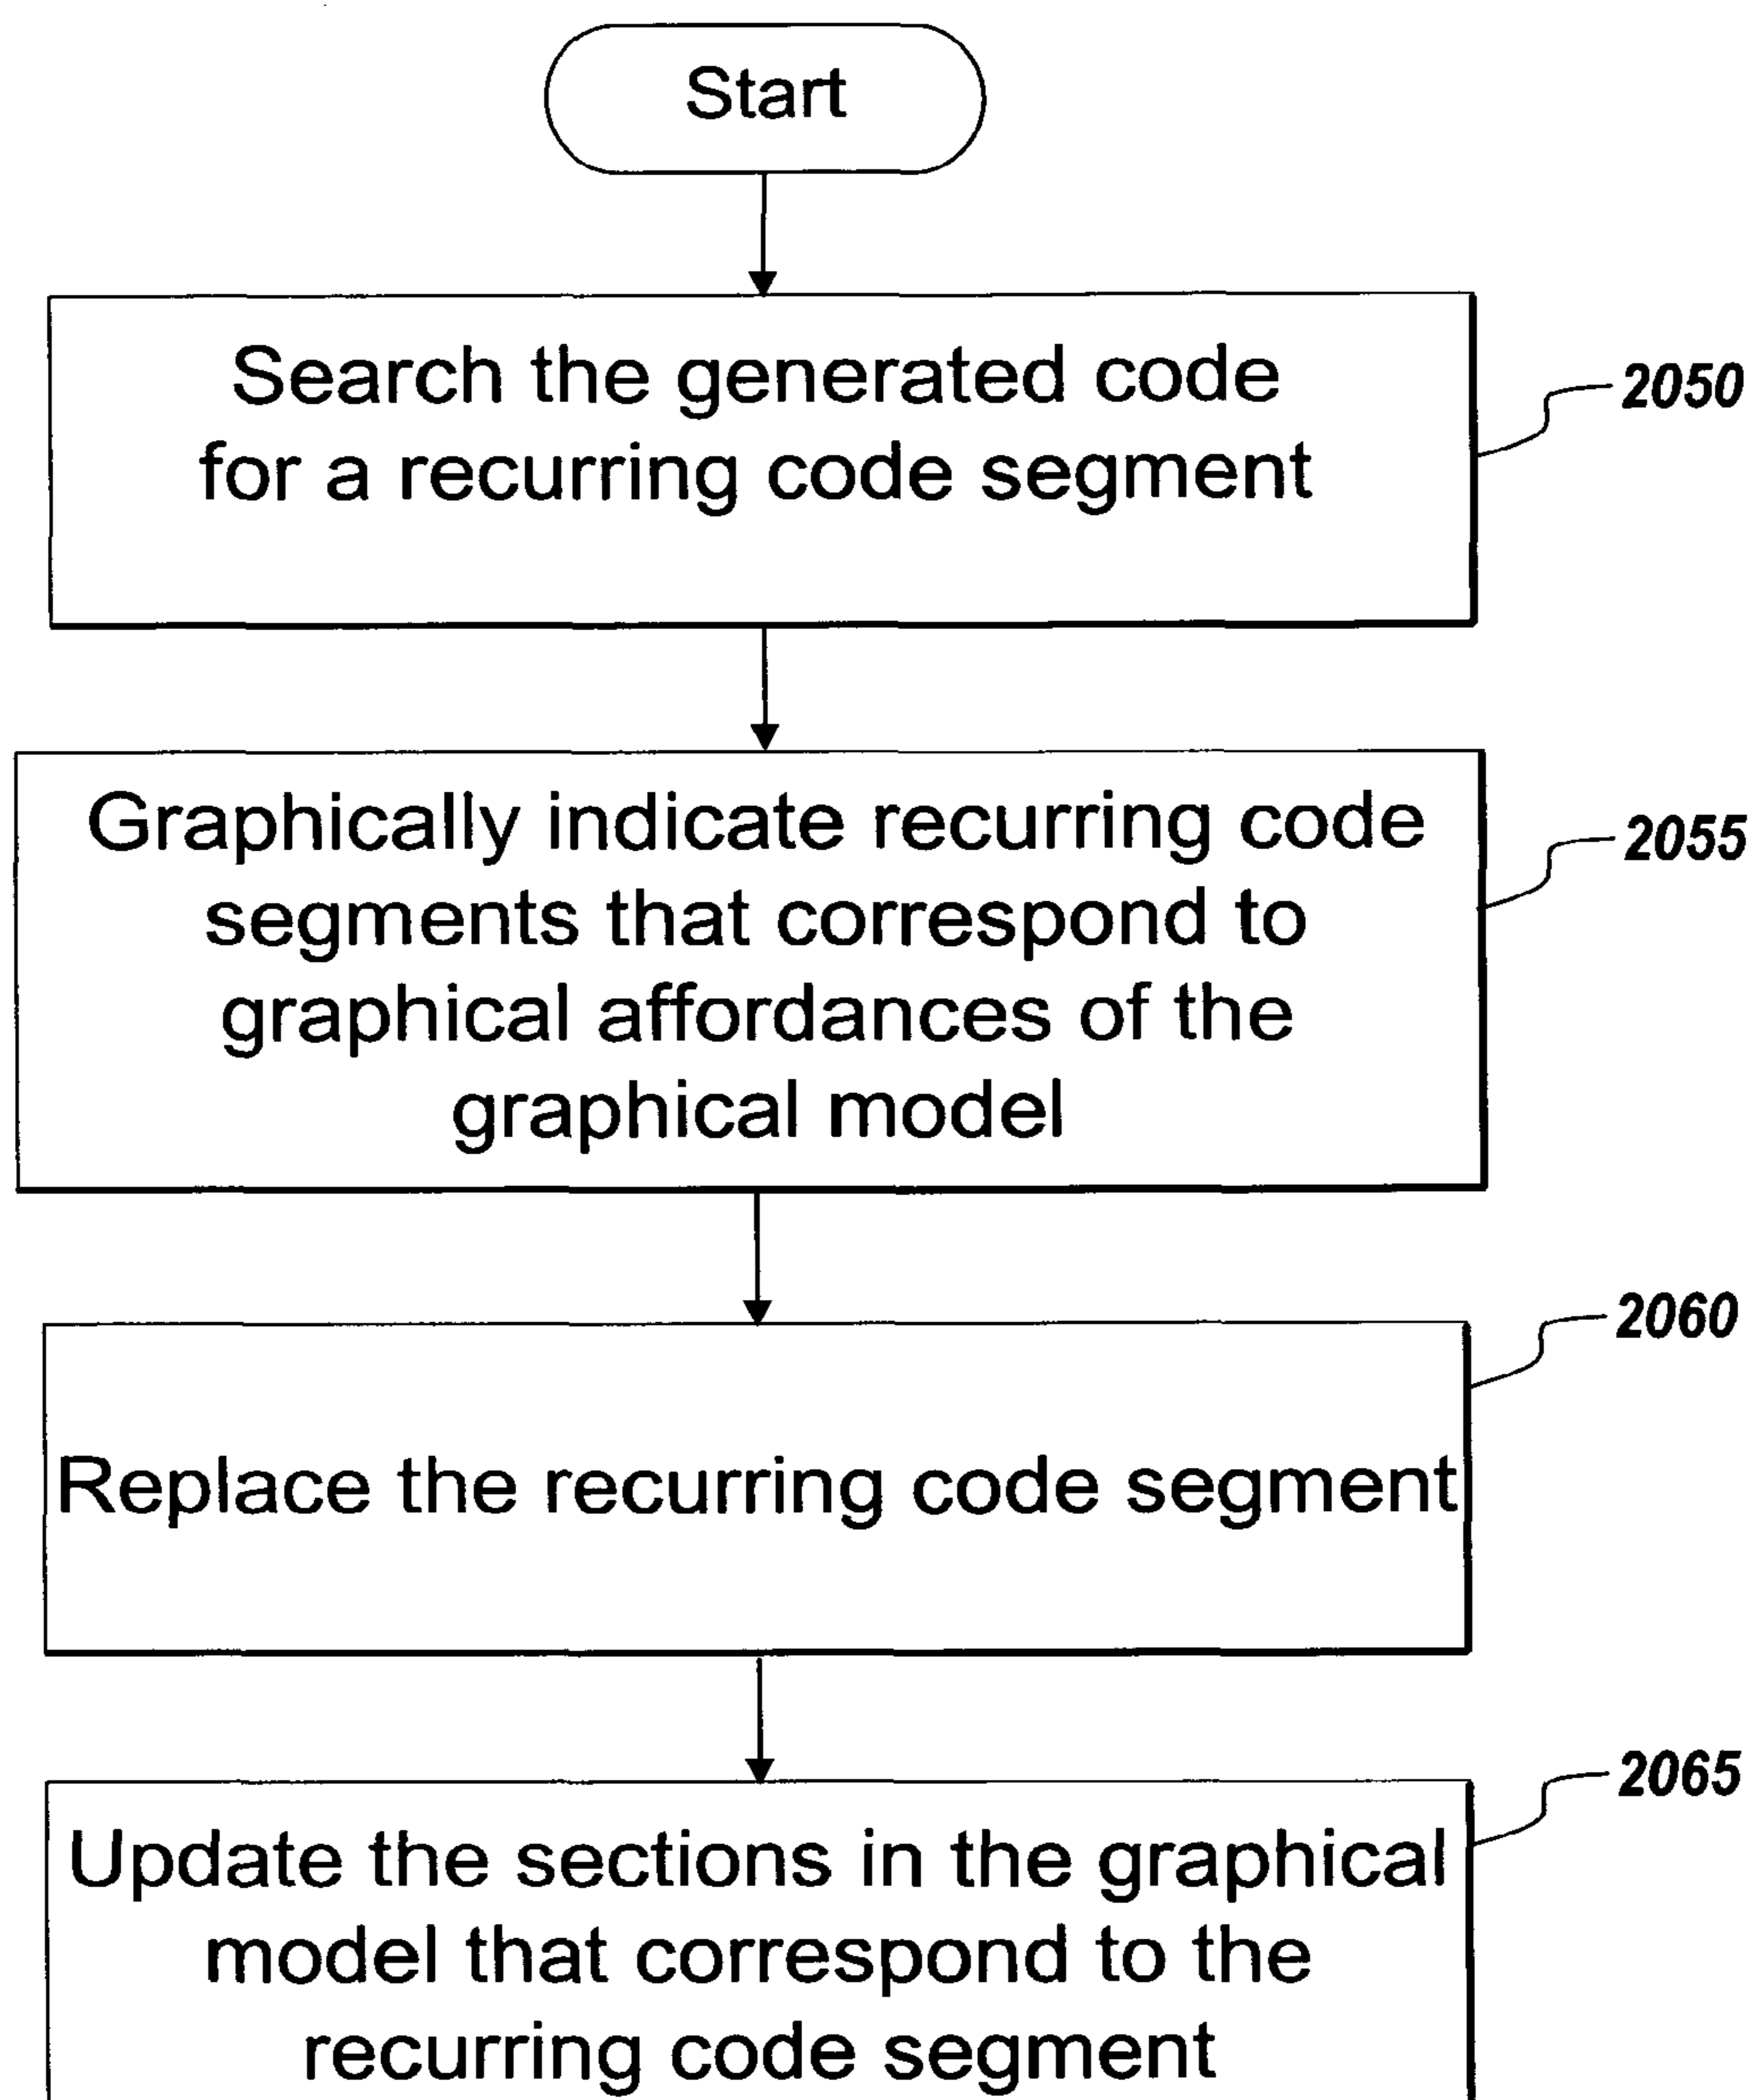 Start
Search the generated code
for a recurring code segment
2050
Graphically indicate recurring code
segments that correspond to
graphical affordances of the
graphical model
2055
2060
Replace the recurring code segment
2065
Update the sections in the graphical
model that correspond to the
recurring code segment